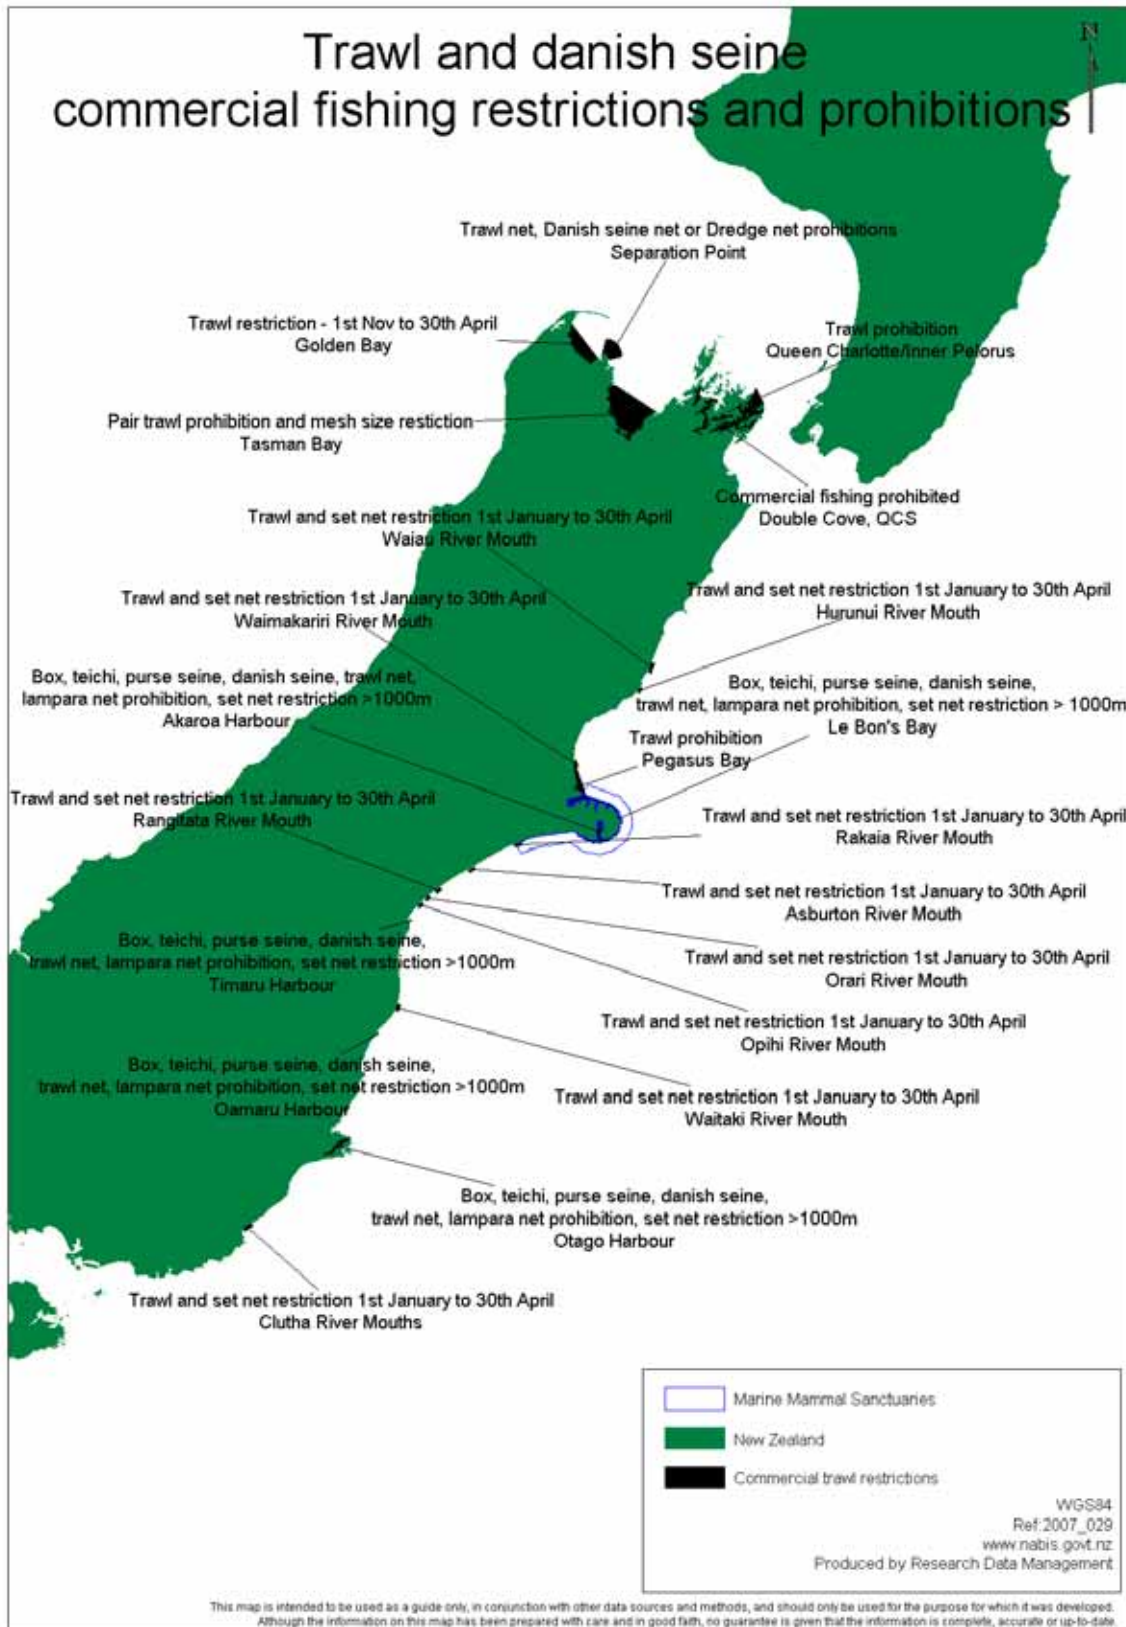 Trawl and danish seine
commercial fishing restrictions and prohibitions
N
Trawl net, Danish seine net or Dredge net prohibitions
Separation Point
Trawl restriction - 1st Nov to 30th April
Golden Bay
Trawl prohibition
Queen Charlotte/Inner Pelorus
Pair trawl prohibition and mesh size restiction
Tasman Bay
Commercial fishing prohibited
Double Cove, QCS
Trawl and set net restriction 1st January to 30th April
Waiau River Mouth
Trawl and set net restriction 1st January to 30th April
Waimakariri River Mouth
Trawl and set net restriction 1st January to 30th April
Hurunui River Mouth
Box, teichi, purse seine, danish seine, trawl net,
lampara net prohibition, set net restriction >1000m
Akaroa Harbour
Box, teichi, purse seine, danish seine,
trawl net, lampara net prohibition, set net restriction > 1000m
Le Bon's Bay
Trawl prohibition
Pegasus Bay
Trawl and set net restriction 1st January to 30th April
Rangitata River Mouth
Trawl and set net restriction 1st January to 30th April
Rakaia River Mouth
Trawl and set net restriction 1st January to 30th April
Asburton River Mouth
Box, teichi, purse seine, danish seine,
trawl net, lampara net prohibition, set net restriction >1000m
Timaru Harbour
Trawl and set net restriction 1st January to 30th April
Orari River Mouth
Trawl and set net restriction 1st January to 30th April
Opihi River Mouth
Box, teichi, purse seine, danish seine,
trawl net, lampara net prohibition, set net restriction >1000m
Oamaru Harbour
Trawl and set net restriction 1st January to 30th April
Waitaki River Mouth
Box, teichi, purse seine, danish seine,
trawl net, lampara net prohibition, set net restriction >1000m
Otago Harbour
Trawl and set net restriction 1st January to 30th April
Clutha River Mouths
Marine Mammal Sanctuaries
New Zealand
Commercial trawl restrictions
WGS84
Ref:2007_029
www.nabis.govt.nz
Produced by Research Data Management
This map is intended to be used as a guide only, in conjunction with other data sources and methods, and should only be used for the purpose for which it was developed.
Although the information on this map has been prepared with care and in good faith, no guarantee is given that the information is complete, accurate or up-to-date.